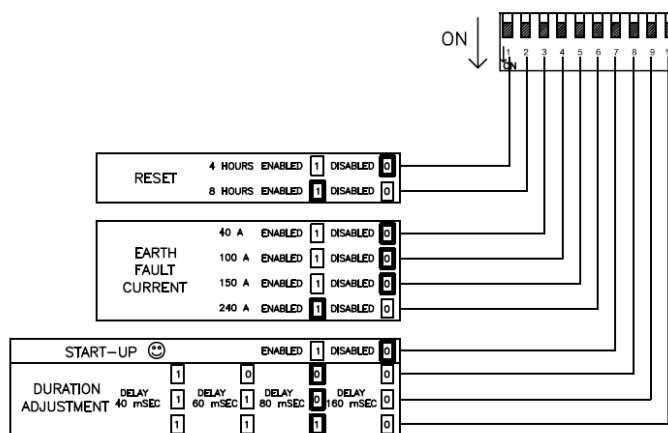 ON
1 2 3 4 5 6 7 8 9 1
ON
RESET
4 HOURS ENABLED 1 DISABLED 0
8 HOURS ENABLED 1 DISABLED 0
EARTH FAULT CURRENT
40 A ENABLED 1 DISABLED 0
100 A ENABLED 1 DISABLED 0
150 A ENABLED 1 DISABLED 0
240 A ENABLED 1 DISABLED 0
START-UP ENABLED 1 DISABLED 0
DURATION ADJUSTMENT
1 0 0 0
DELAY 40 mSEC 1 DELAY 60 mSEC 1 DELAY 80 mSEC 0 DELAY 160 mSEC 0
1 1 1 0